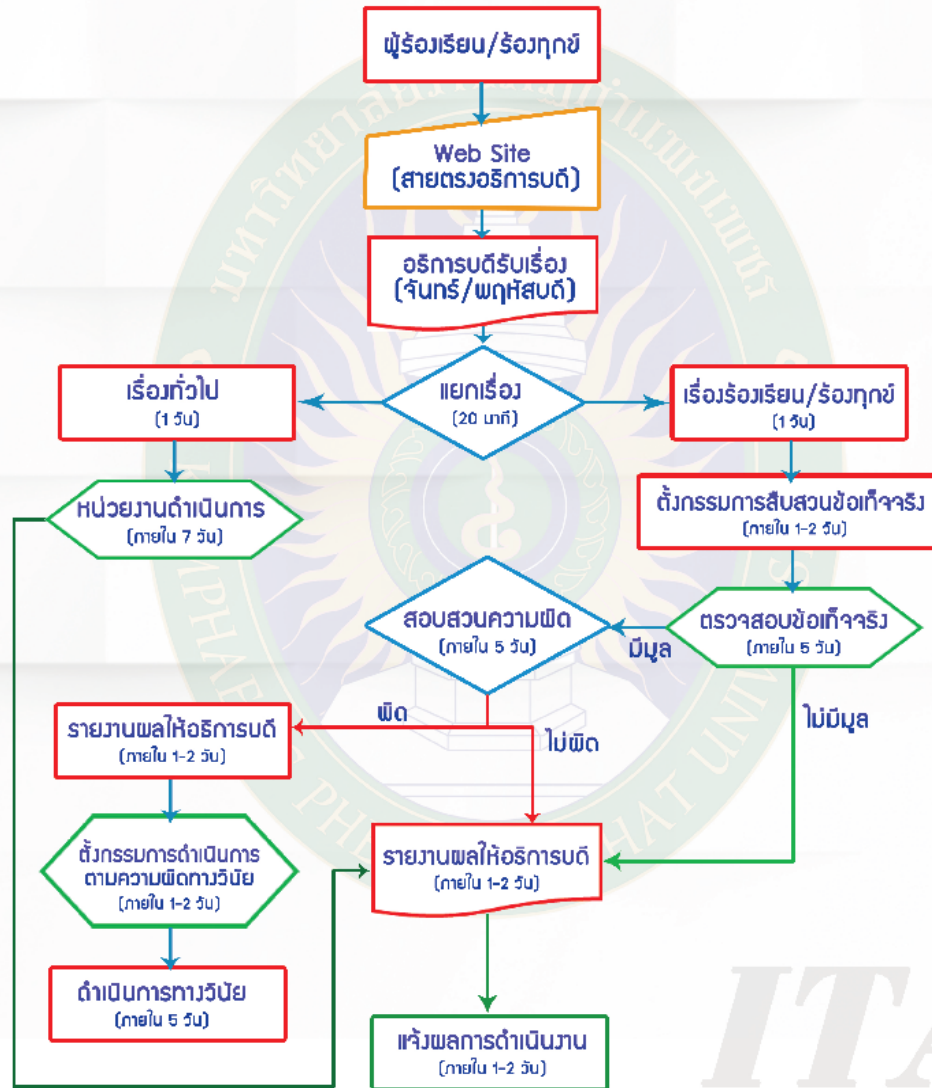 ผู้ร้องเรียน/ร้องทุกข์
Web Site
(สายตรงอธิการบดี)
อธิการบดีรับเรื่อง
(จันทร์/พฤหัสบดี)
แยกเรื่อง
(20 นาที)
เรื่องทั่วไป
(1 วัน)
เรื่องร้องเรียน/ร้องทุกข์
(1 วัน)
หน่วยงานดำเนินการ
(ภายใน 7 วัน)
ตั้งกรรมการสืบสวนข้อเท็จจริง
(ภายใน 1-2 วัน)
สอบสวนความผิด
(ภายใน 5 วัน)
มีมูล
ตรวจสอบข้อเท็จจริง
(ภายใน 5 วัน)
ไม่มีมูล
ผิด
ไม่ผิด
รายงานผลให้อธิการบดี
(ภายใน 1-2 วัน)
ตั้งกรรมการดำเนินการ
ตามความผิดทางวินัย
(ภายใน 1-2 วัน)
รายงานผลให้อธิการบดี
(ภายใน 1-2 วัน)
ดำเนินการทางวินัย
(ภายใน 5 วัน)
แจ้งผลการดำเนินงาน
(ภายใน 1-2 วัน)